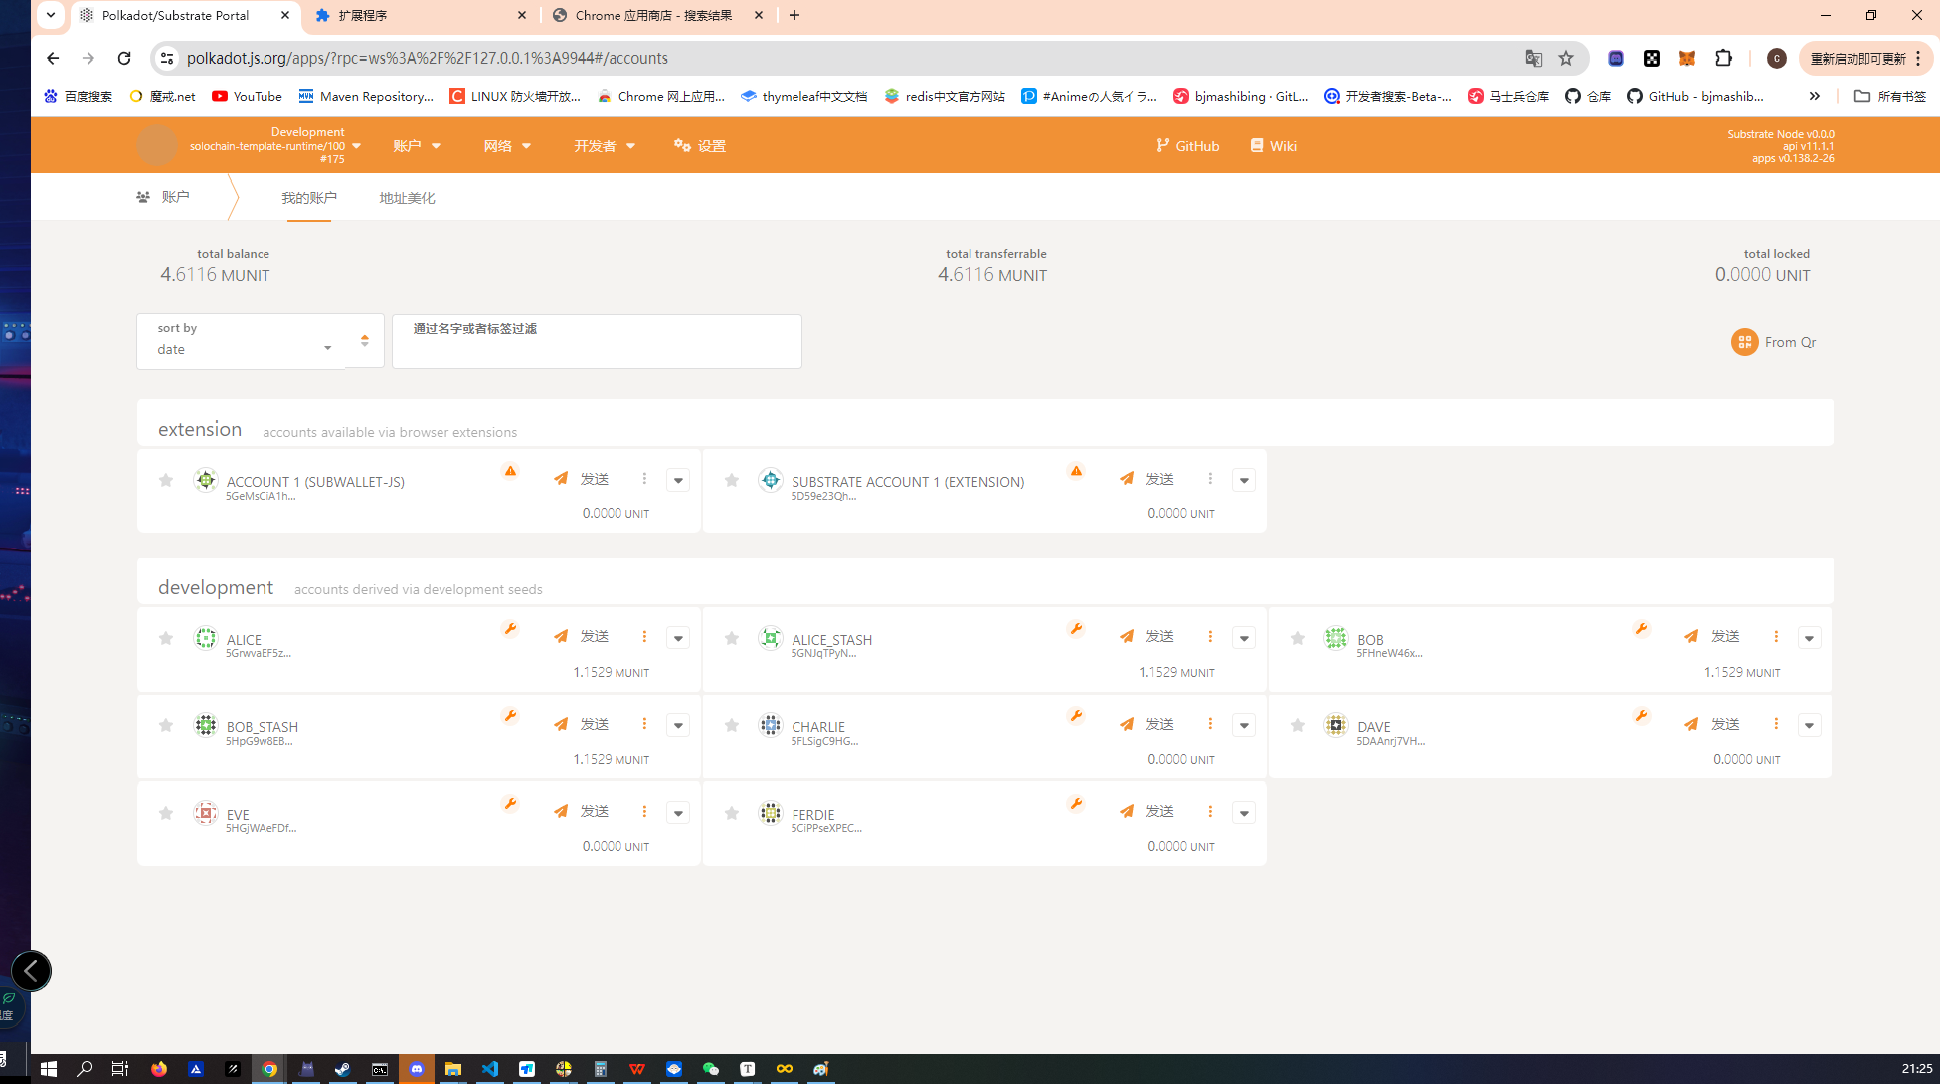 Polkadot/Substrate Portal
扩展程序
Chrome 应用商店 - 搜索结果
polkadot.js.org/apps/?rpc=ws%3A%2F%2F127.0.0.1%3A9944#/accounts
C
重新启动即可更新
百度搜索
魔戒.net
YouTube
Maven Repository...
LINUX 防火墙开放...
Chrome 网上应用...
thymeleaf中文文档
redis中文官方网站
#Animeの人気イラ...
bjmashibing · GitL...
开发者搜索-Beta-...
马士兵仓库
仓库
GitHub - bjmashib...
所有书签
Development
solochain-template-runtime/100
#175
账户
网络
开发者
设置
GitHub
Wiki
Substrate Node v0.0.0
api v11.1.1
apps v0.138.2-26
账户
我的账户
地址美化
total balance
4.6116 MUNIT
total transferrable
4.6116 MUNIT
total locked
0.0000 UNIT
sort by
date
通过名字或者标签过滤
From Qr
extension accounts available via browser extensions
ACCOUNT 1 (SUBWALLET-JS)
5GeMsCiA1h...
发送
0.0000 UNIT
SUBSTRATE ACCOUNT 1 (EXTENSION)
5D59e23Qh...
发送
0.0000 UNIT
development accounts derived via development seeds
ALICE
5GrwvaEF5z...
发送
1.1529 MUNIT
ALICE_STASH
5GNJqTPyN...
发送
1.1529 MUNIT
BOB
5FHneW46x...
发送
1.1529 MUNIT
BOB_STASH
5HpG9w8EB...
发送
1.1529 MUNIT
CHARLIE
5FLSigC9HG...
发送
0.0000 UNIT
DAVE
5DAAnrj7VH...
发送
0.0000 UNIT
EVE
5HGjWAeFDf...
发送
0.0000 UNIT
FERDIE
5CiPPseXPEC...
发送
0.0000 UNIT
21:25